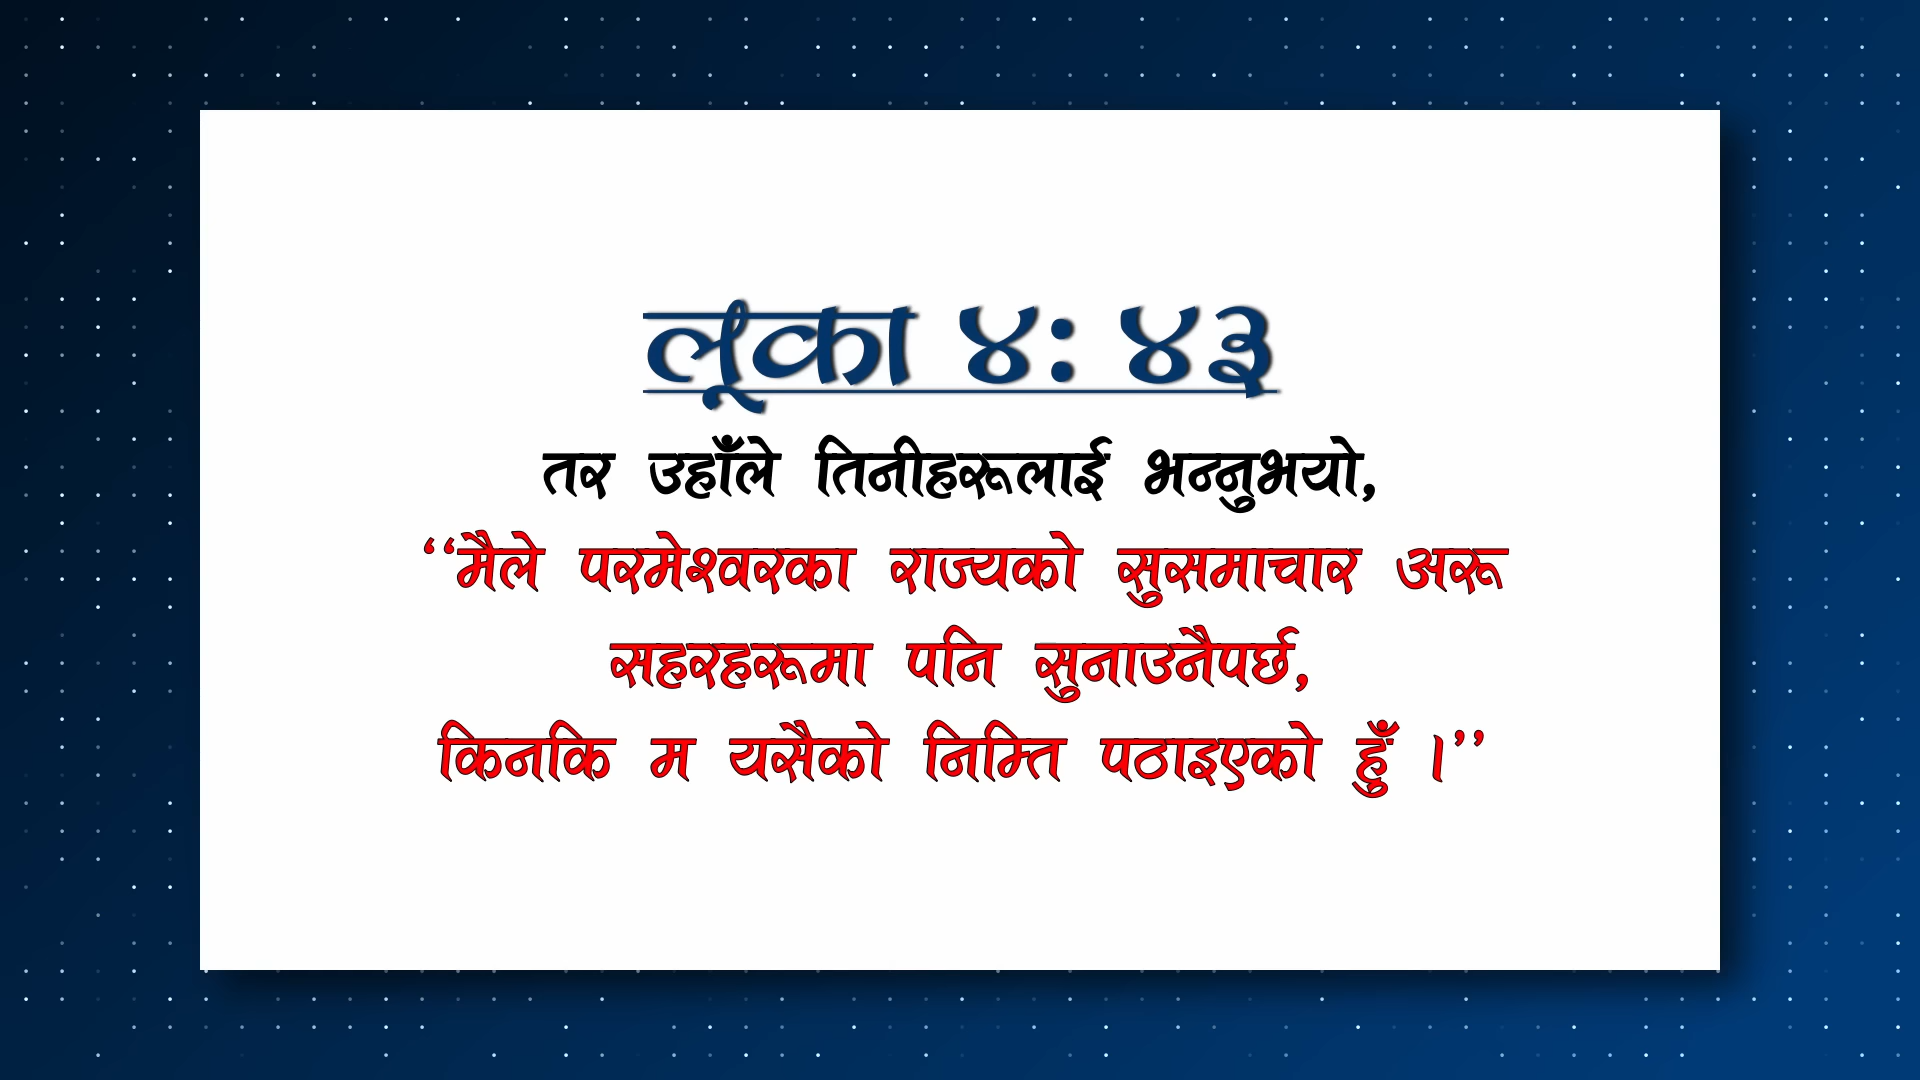 लूका ४: ४३
तर उहाँले तिनीहरूलाई भन्नुभयो,
‘‘मैले परमेश्वरका राज्यको सुसमाचार अरू
सहरहरूमा पनि सुनाउनैपर्छ,
किनकि म यसैको निम्ति पठाइएको हुँ ।’’